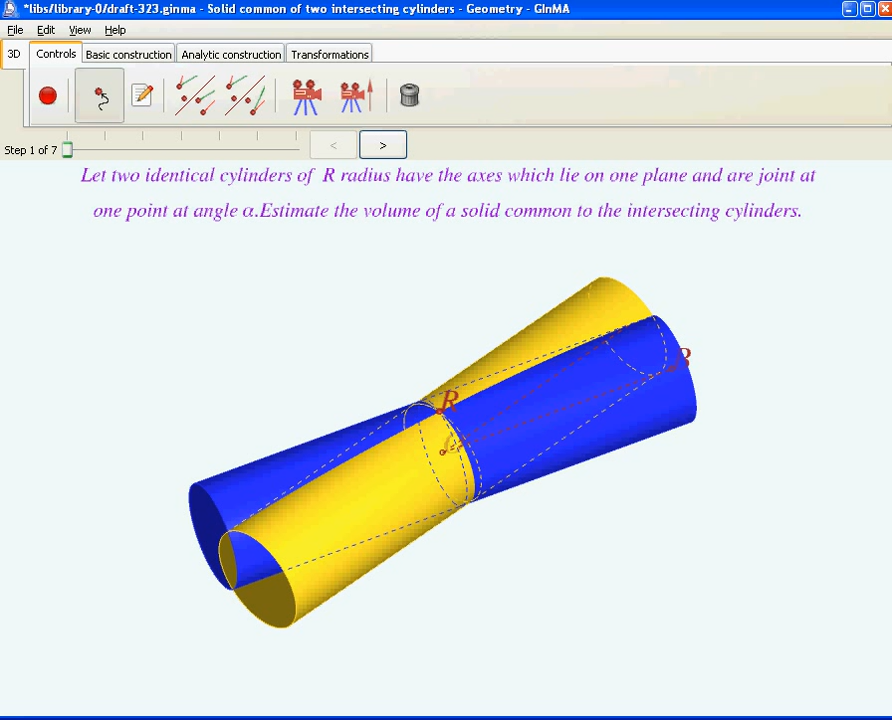 *libs/library-0/draft-323.ginma - Solid common of two intersecting cylinders - Geometry - GInMA
File Edit View Help
3D Controls Basic construction Analytic construction Transformations
Step 1 of 7 < >
Let two identical cylinders of R radius have the axes which lie on one plane and are joint at
one point at angle α.Estimate the volume of a solid common to the intersecting cylinders.
R